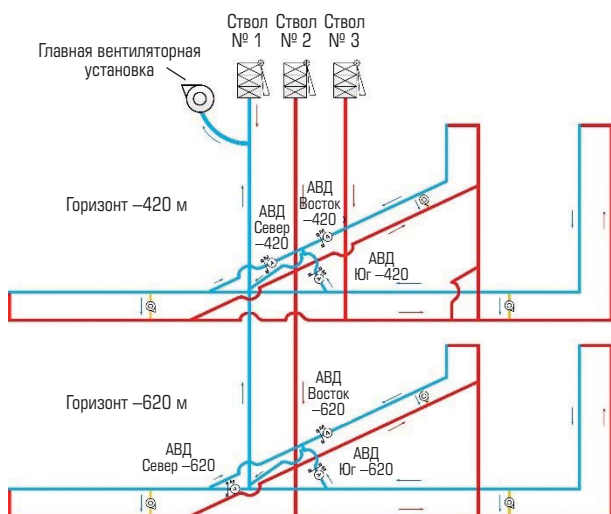 Главная вентиляторная
установка
Ствол
№ 1
Ствол
№ 2
Ствол
№ 3
Горизонт –420 м
АВД
Север
–420
АВД
Восток
–420
АВД
Юг –420
Горизонт –620 м
АВД
Восток
–620
АВД
Север –620
АВД
Юг –620